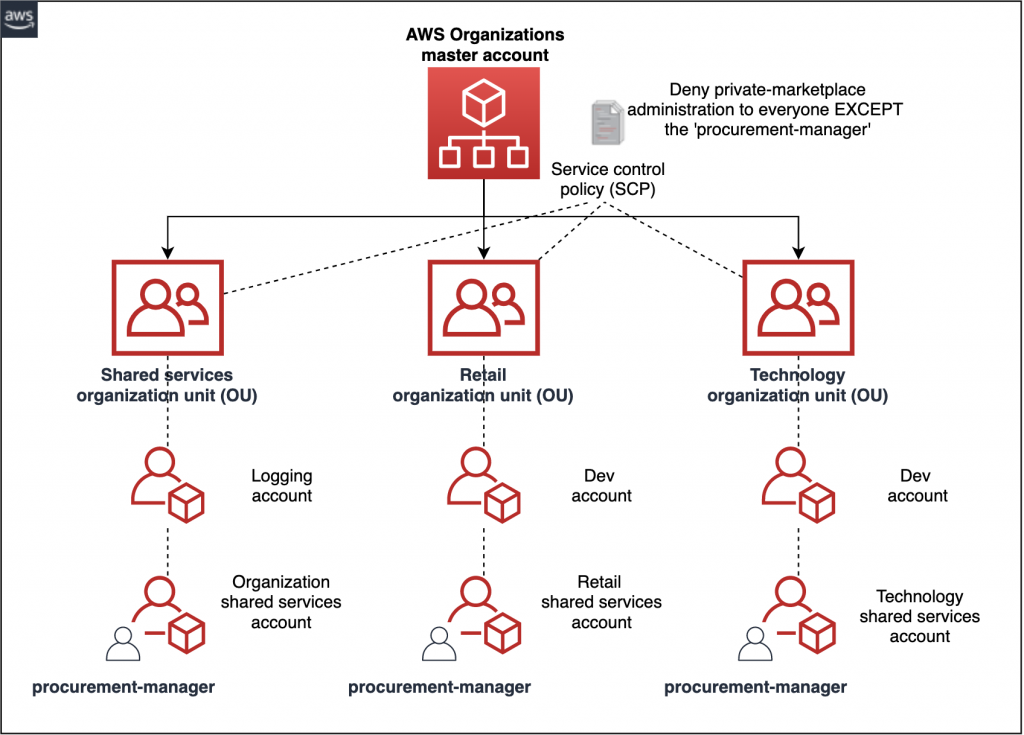 aws
AWS Organizations
master account
Deny private-marketplace
administration to everyone EXCEPT
the 'procurement-manager'
Service control
policy (SCP)
Shared services
organization unit (OU)
Retail
organization unit (OU)
Technology
organization unit (OU)
Logging
account
Dev
account
Dev
account
Organization
shared services
account
Retail
shared services
account
Technology
shared services
account
procurement-manager
procurement-manager
procurement-manager